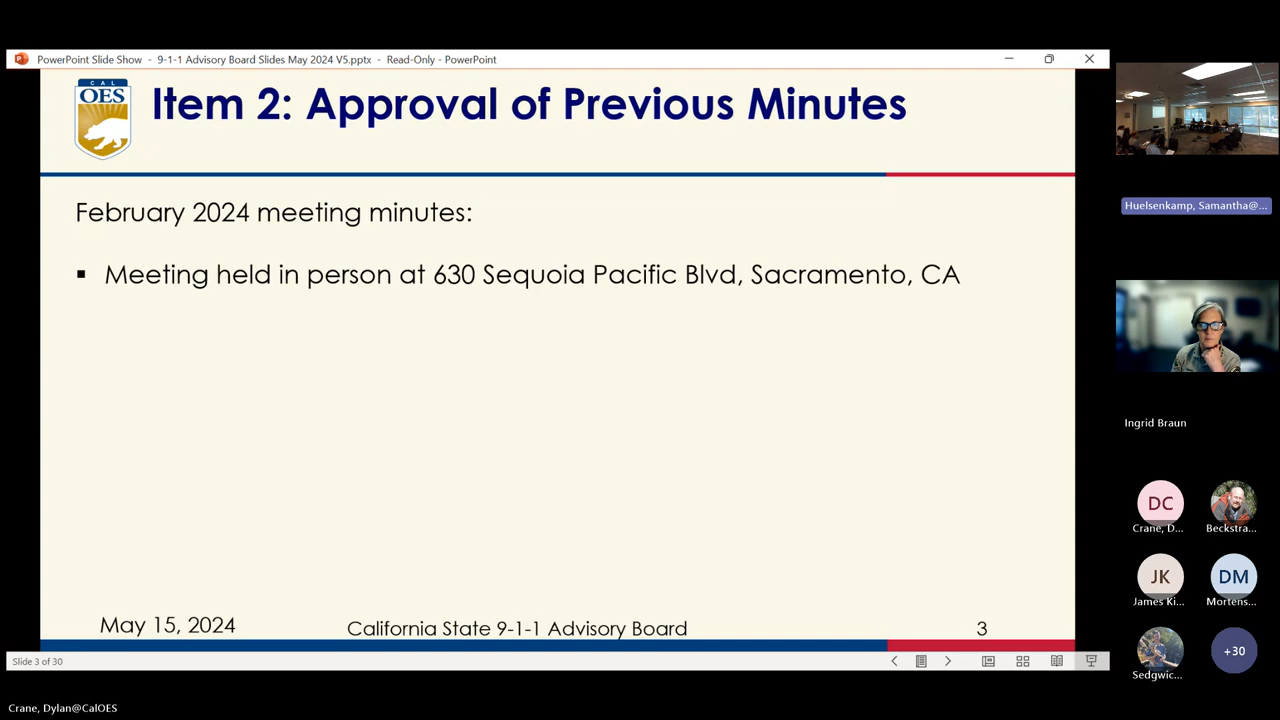 PowerPoint Slide Show - 9-1-1 Advisory Board Slides May 2024 V5.pptx - Read-Only - PowerPoint
CAL
OES
Item 2: Approval of Previous Minutes
February 2024 meeting minutes:
▪ Meeting held in person at 630 Sequoia Pacific Blvd, Sacramento, CA
May 15, 2024
California State 9-1-1 Advisory Board
3
Slide 3 of 30
Huelsenkamp, Samantha@...
Ingrid Braun
DC
Crane, D...
Beckstra...
JK
James Ki...
DM
Mortens...
Sedgwic...
+30
Crane, Dylan@CalOES